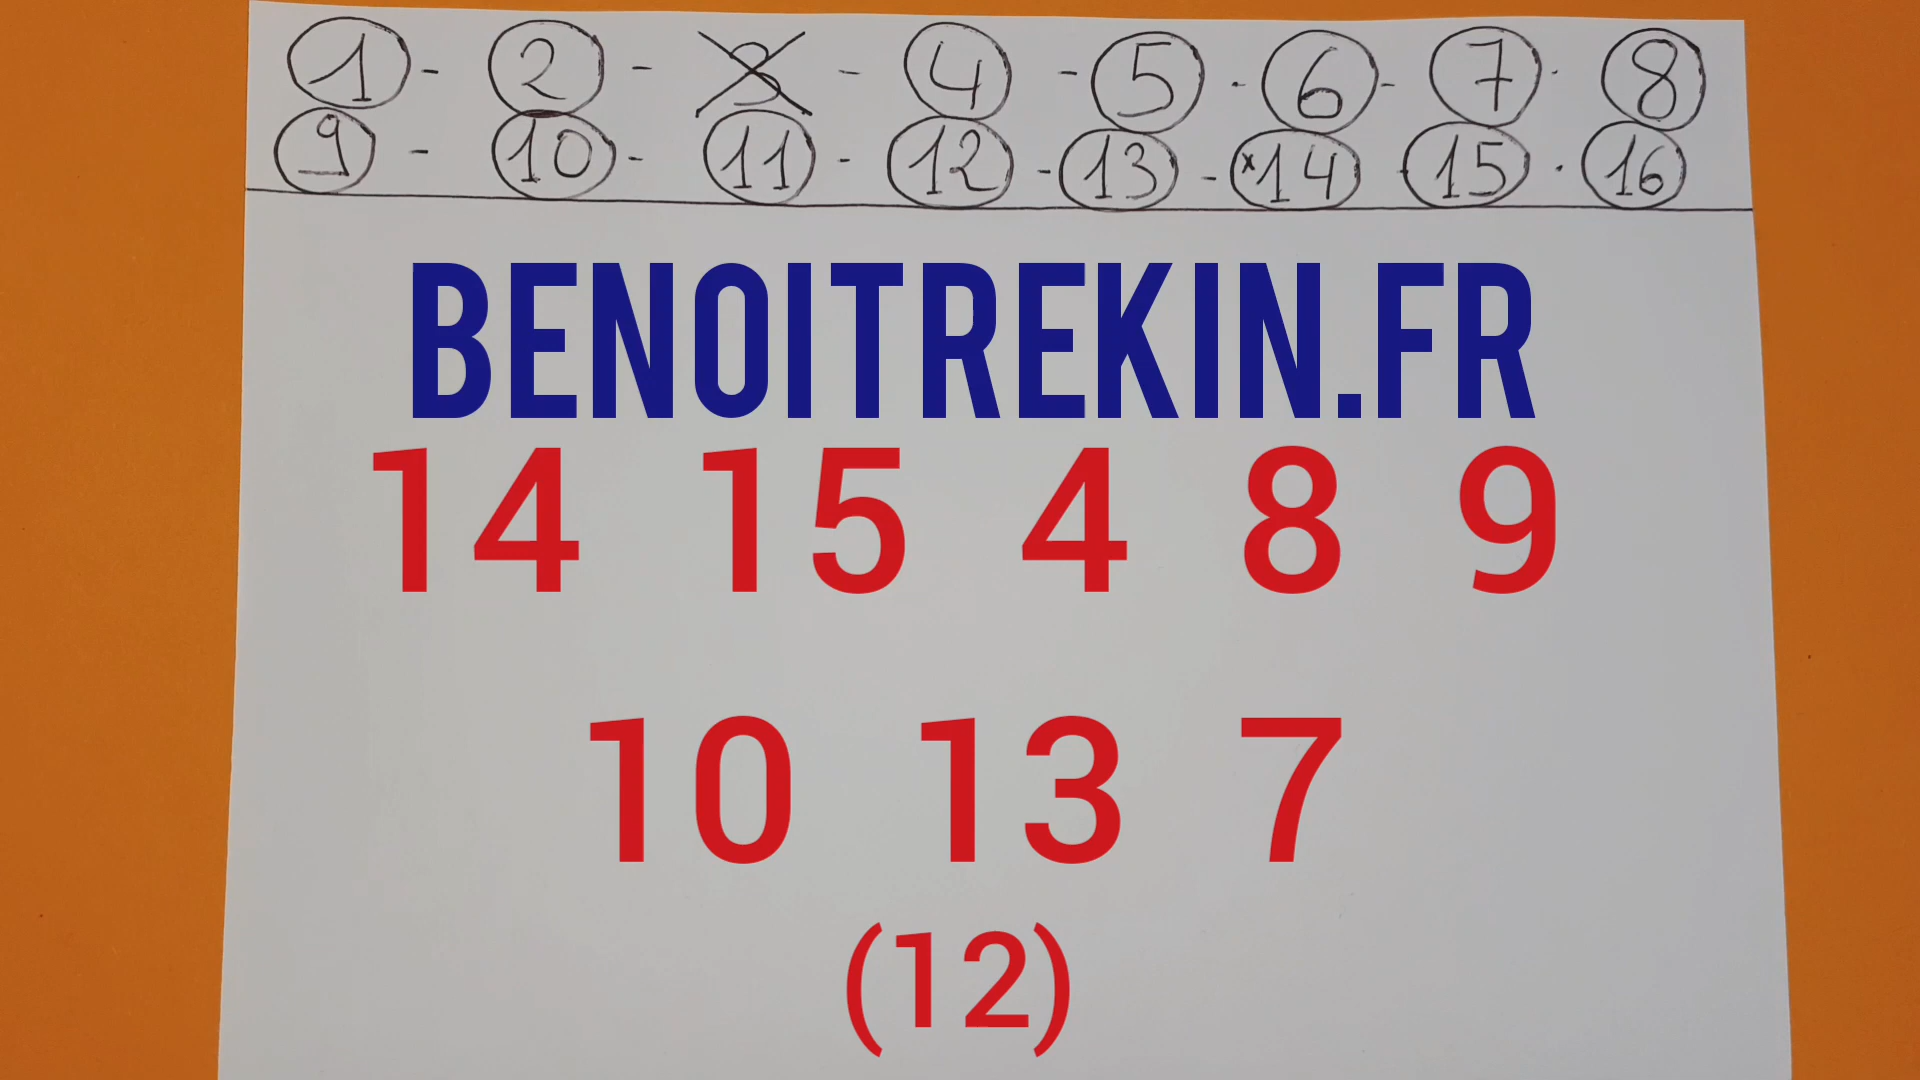 1 - 2 - 3 - 4 - 5 - 6 - 7 - 8
9 - 10 - 11 - 12 - 13 - 14 - 15 - 16
BENOITREKIN.FR
14 15 4 8 9
10 13 7
(12)